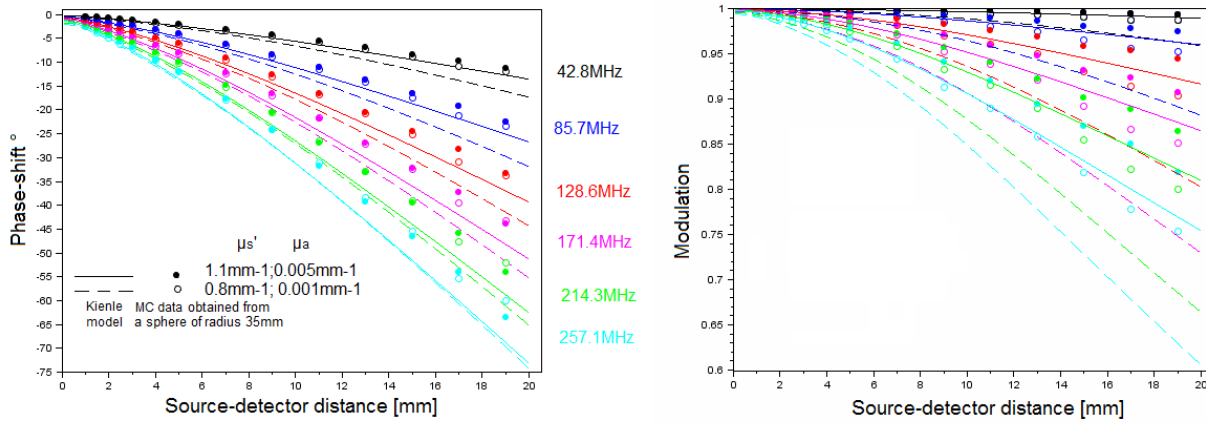 0
-5
-10
-15
-20
-25
-30
-35
-40
-45
-50
-55
-60
-65
-70
-75
Phase-shift °
0 2 4 6 8 10 12 14 16 18 20
Source-detector distance [mm]
µs' µa
1.1mm-1;0.005mm-1
0.8mm-1; 0.001mm-1
Kienle MC data obtained from
model a sphere of radius 35mm
42.8MHz
85.7MHz
128.6MHz
171.4MHz
214.3MHz
257.1MHz
1
0.95
0.9
0.85
0.8
0.75
0.7
0.65
0.6
Modulation
0 2 4 6 8 10 12 14 16 18 20
Source-detector distance [mm]